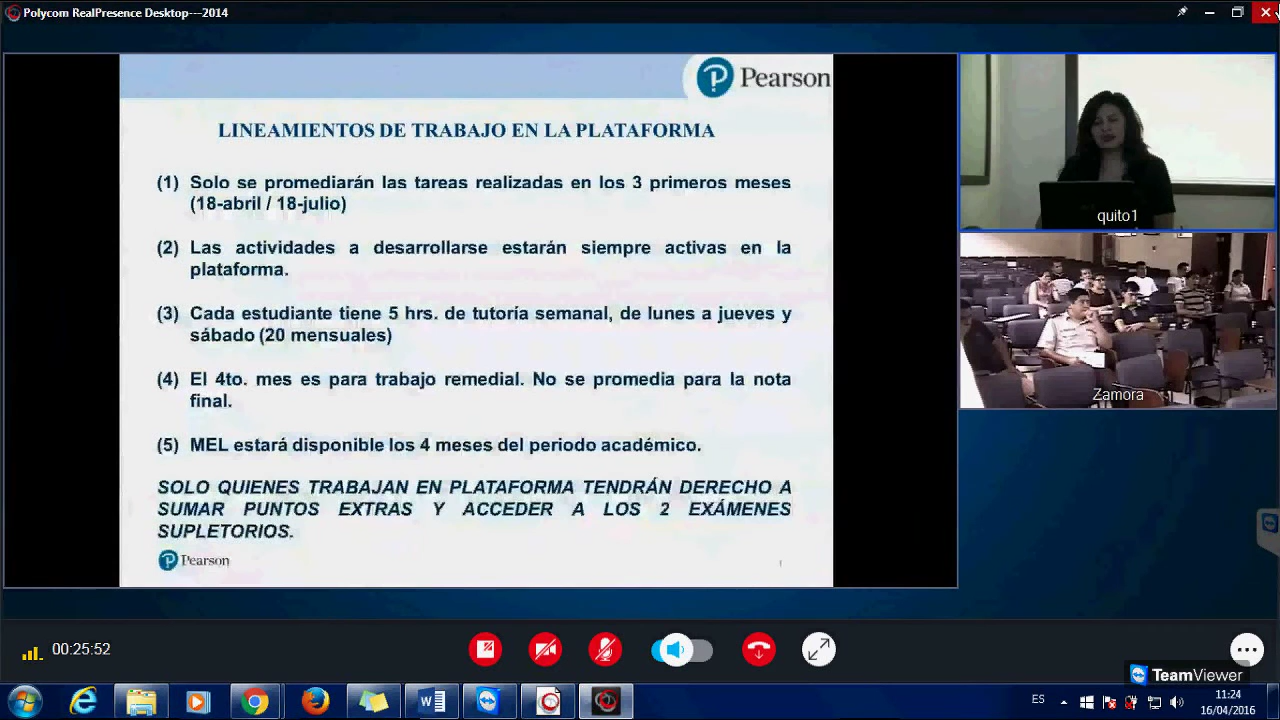 Polycom RealPresence Desktop---2014
Pearson
LINEAMIENTOS DE TRABAJO EN LA PLATAFORMA
(1) Solo se promediarán las tareas realizadas en los 3 primeros meses
(18-abril / 18-julio)
(2) Las actividades a desarrollarse estarán siempre activas en la
plataforma.
(3) Cada estudiante tiene 5 hrs. de tutoría semanal, de lunes a jueves y
sábado (20 mensuales)
(4) El 4to. mes es para trabajo remedial. No se promedia para la nota
final.
(5) MEL estará disponible los 4 meses del periodo académico.
SOLO QUIENES TRABAJAN EN PLATAFORMA TENDRÁN DERECHO A
SUMAR PUNTOS EXTRAS Y ACCEDER A LOS 2 EXÁMENES
SUPLETORIOS.
Pearson
quito1
Zamora
00:25:52
TeamViewer
ES
11:24
16/04/2016